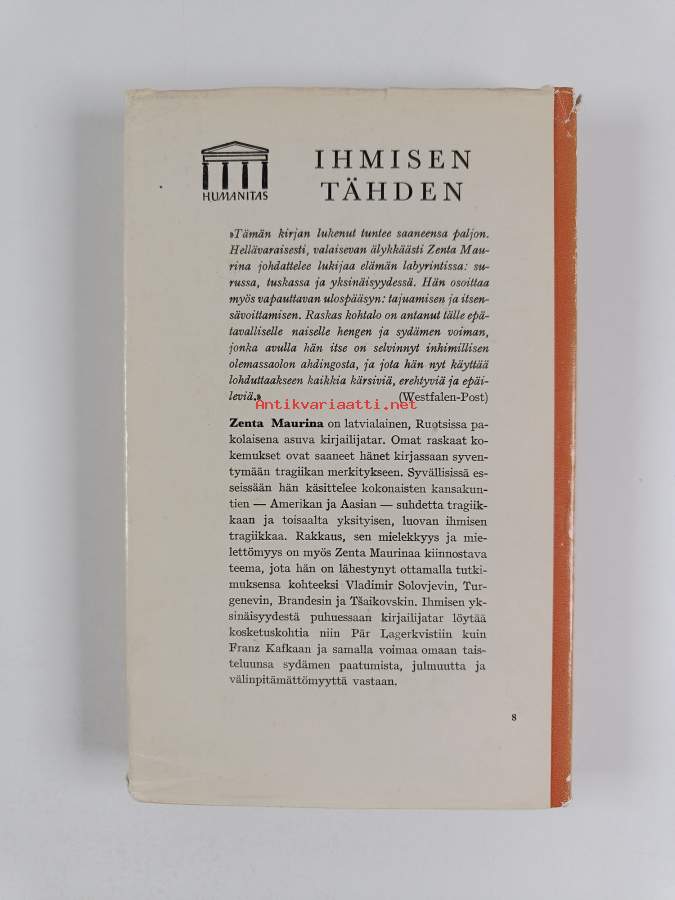 IHMISEN
TÄHDEN
HUMANITAS
»Tämän kirjan lukenut tuntee saaneensa paljon.
Hellävaraisesti, valaisevan älykkäästi Zenta Mau-
rina johdattelee lukijaa elämän labyrintissa: su-
russa, tuskassa ja yksinäisyydessä. Hän osoittaa
myös vapauttavan ulospääsyn: tajuamisen ja itsen-
sävoittamisen. Raskas kohtalo on antanut tälle epä-
tavalliselle naiselle hengen ja sydämen voiman,
jonka avulla hän itse on selvinnyt inhimillisen
olemassaolon ahdingosta, ja jota hän nyt käyttää
lohduttaakseen kaikkia kärsiviä, erehtyviä ja epäi-
leviä.» (Westfalen-Post)
Antikvariaatti.net
Zenta Maurina on latvialainen, Ruotsissa pa-
kolaisena asuva kirjailijatar. Omat raskaat ko-
kemukset ovat saaneet hänet kirjassaan syven-
tymään tragiikan merkitykseen. Syvällisissä es-
seissään hän käsittelee kokonaisten kansakun-
tien — Amerikan ja Aasian — suhdetta tragiik-
kaan ja toisaalta yksityisen, luovan ihmisen
tragiikkaa. Rakkaus, sen mielekkyys ja mie-
lettömyys on myös Zenta Maurinaa kiinnostava
teema, jota hän on lähestynyt ottamalla tutki-
muksensa kohteeksi Vladimir Solovjevin, Tur-
genevin, Brandesin ja Tšaikovskin. Ihmisen yk-
sinäisyydestä puhuessaan kirjailijatar löytää
kosketuskohtia niin Pär Lagerkvistiin kuin
Franz Kafkaan ja samalla voimaa omaan tais-
teluunsa sydämen paatumista, julmuutta ja
välinpitämättömyyttä vastaan.
8